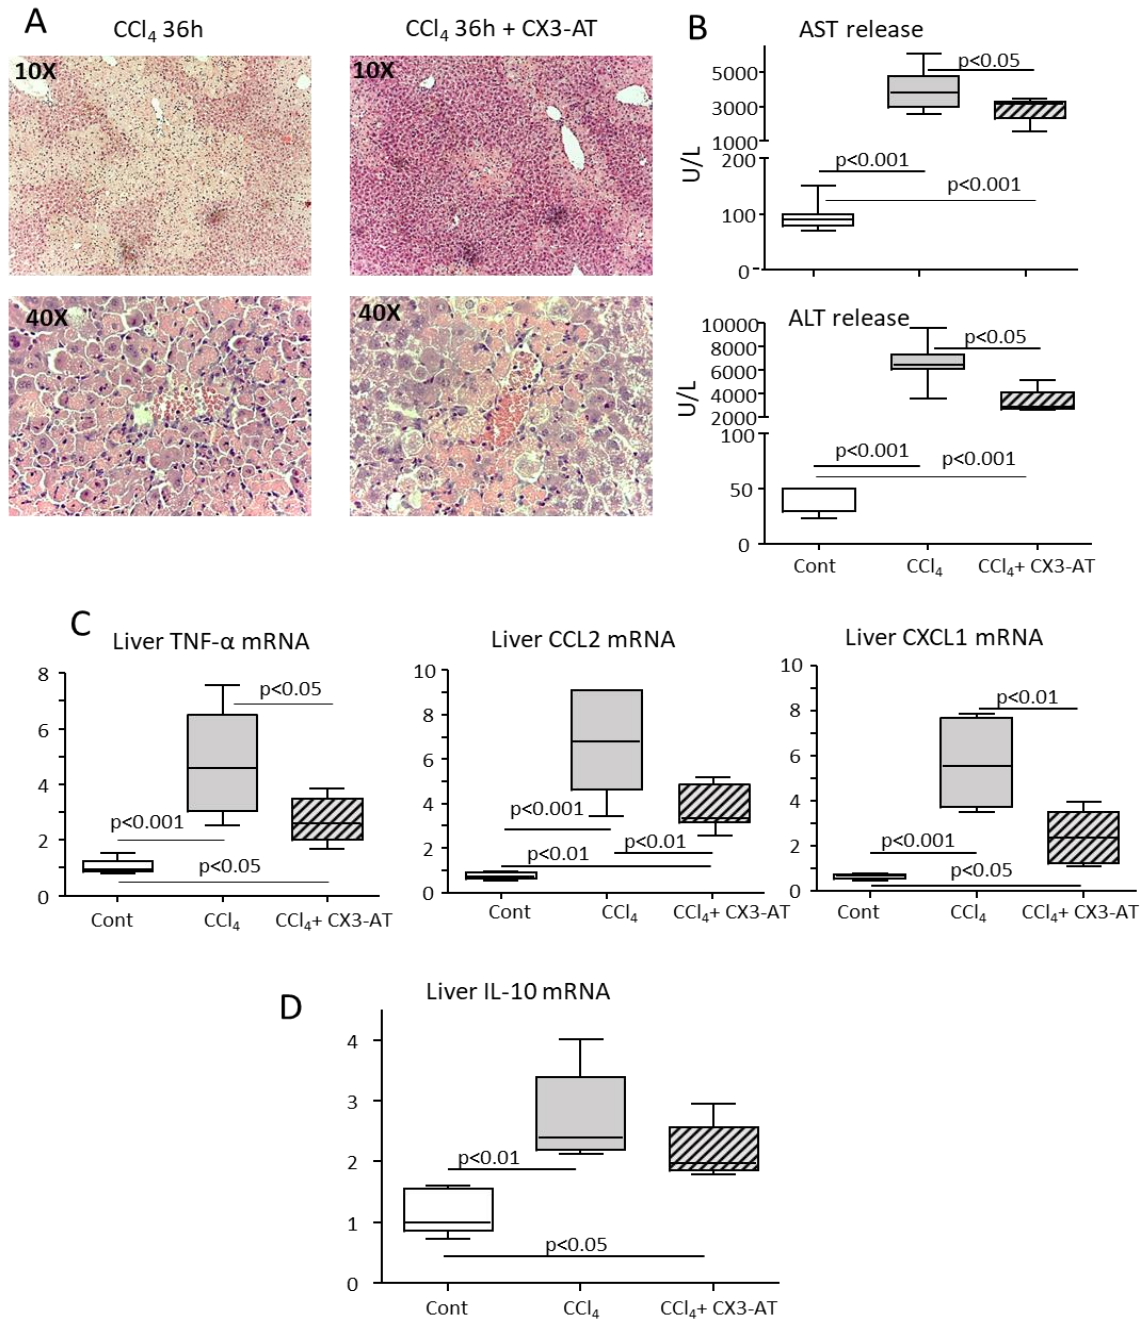 A
CCl4 36h
CCl4 36h + CX3-AT
10X
10X
40X
40X
B
AST release
U/L
5000
3000
1000
200
100
0
p<0.05
p<0.001
p<0.001
ALT release
U/L
10000
8000
6000
4000
2000
100
50
0
p<0.05
p<0.001
p<0.001
Cont
CCl4
CCl4+ CX3-AT
C
Liver TNF-α mRNA
8
6
4
2
0
p<0.05
p<0.001
p<0.05
Cont
CCl4
CCl4+ CX3-AT
Liver CCL2 mRNA
10
8
6
4
2
0
p<0.001
p<0.01
p<0.01
Cont
CCl4
CCl4+ CX3-AT
Liver CXCL1 mRNA
10
8
6
4
2
0
p<0.01
p<0.001
p<0.05
Cont
CCl4
CCl4+ CX3-AT
D
Liver IL-10 mRNA
4
3
2
1
0
p<0.01
p<0.05
Cont
CCl4
CCl4+ CX3-AT